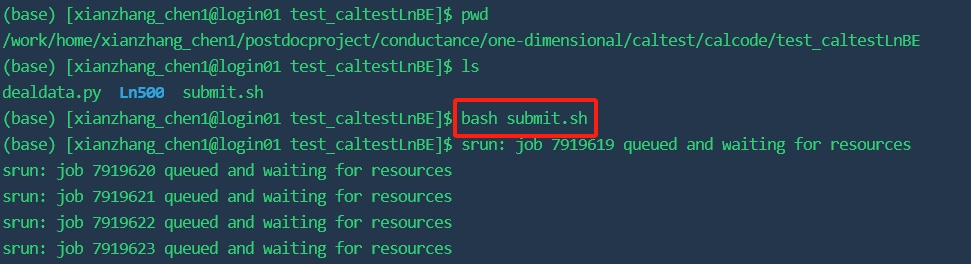 (base) [xianzhang_chen1@login01 test_caltestLnBE]$ pwd
/work/home/xianzhang_chen1/postdocproject/conductance/one-dimensional/caltest/calcode/test_caltestLnBE
(base) [xianzhang_chen1@login01 test_caltestLnBE]$ ls
dealdata.py  Ln500  submit.sh
(base) [xianzhang_chen1@login01 test_caltestLnBE]$ bash submit.sh
(base) [xianzhang_chen1@login01 test_caltestLnBE]$ srun: job 7919619 queued and waiting for resources
srun: job 7919620 queued and waiting for resources
srun: job 7919621 queued and waiting for resources
srun: job 7919622 queued and waiting for resources
srun: job 7919623 queued and waiting for resources